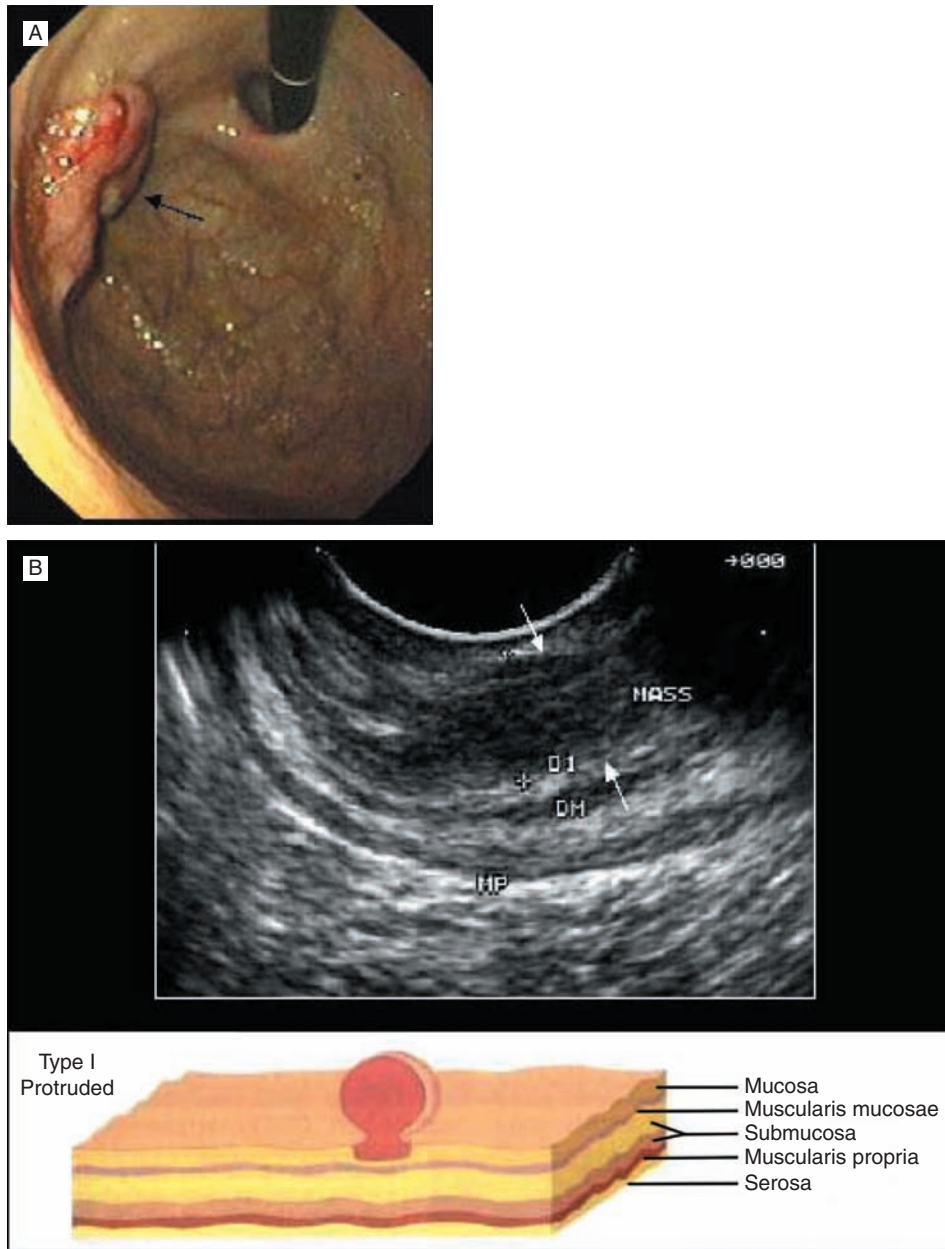 A
B
→000
MASS
D1
DM
MP
Type I
Protruded
Mucosa
Muscularis mucosae
Submucosa
Muscularis propria
Serosa